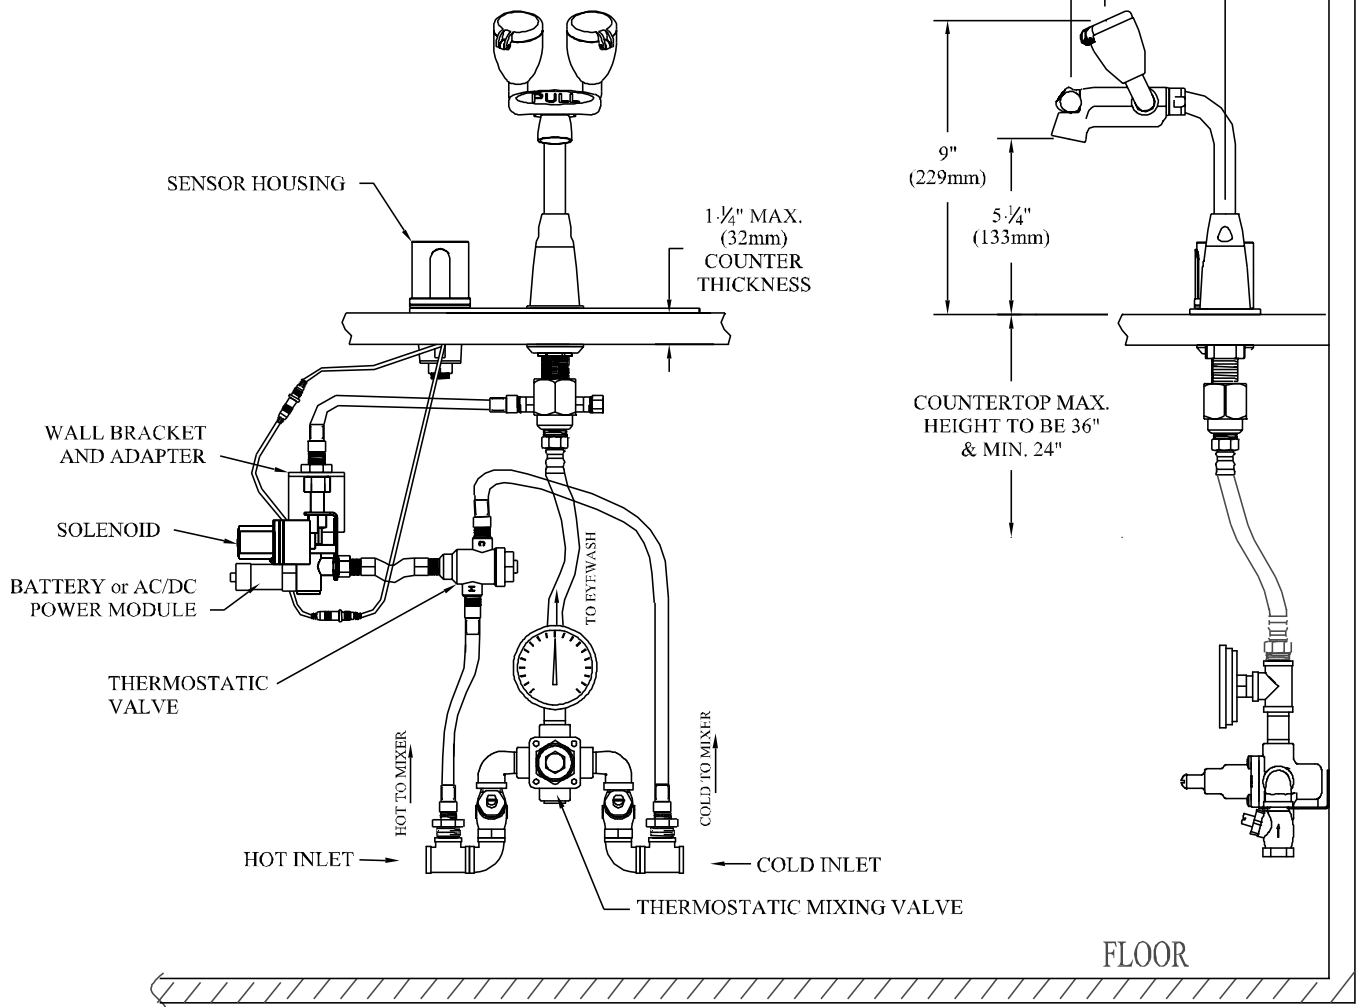 PULL
SENSOR HOUSING
1-¼" MAX.
(32mm)
COUNTER
THICKNESS
9"
(229mm)
5-¼"
(133mm)
COUNTERTOP MAX.
HEIGHT TO BE 36"
& MIN. 24"
WALL BRACKET
AND ADAPTER
SOLENOID
BATTERY or AC/DC
POWER MODULE
C
H
TO EYEWASH
THERMOSTATIC
VALVE
HOT TO MIXER
COLD TO MIXER
HOT INLET
COLD INLET
THERMOSTATIC MIXING VALVE
FLOOR